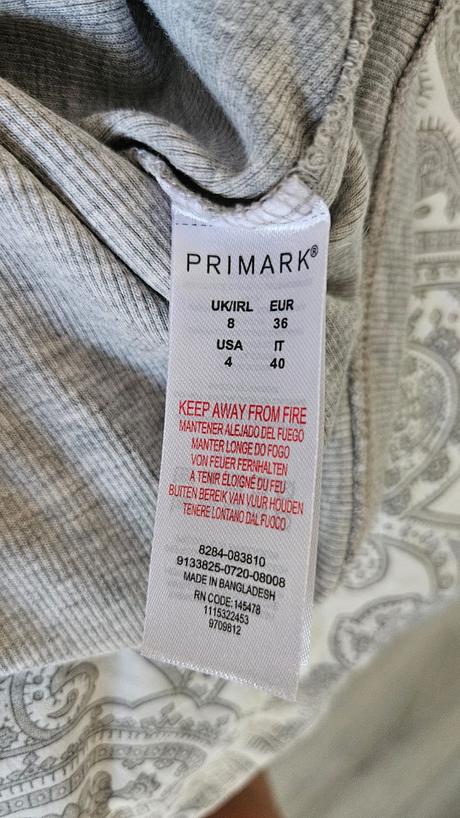 PRIMARK®
UK/IRL EUR
8 36
USA IT
4 40
KEEP AWAY FROM FIRE
MANTENER ALEJADO DEL FUEGO
MANTER LONGE DO FOGO
VON FEUER FERNHALTEN
A TENIR ÉLOIGNÉ DU FEU
BUITEN BEREIK VAN VUUR HOUDEN
TENERE LONTANO DAL FUOCO
8284-083810
9133825-0720-08008
MADE IN BANGLADESH
RN CODE:145478
1115322453
9709812